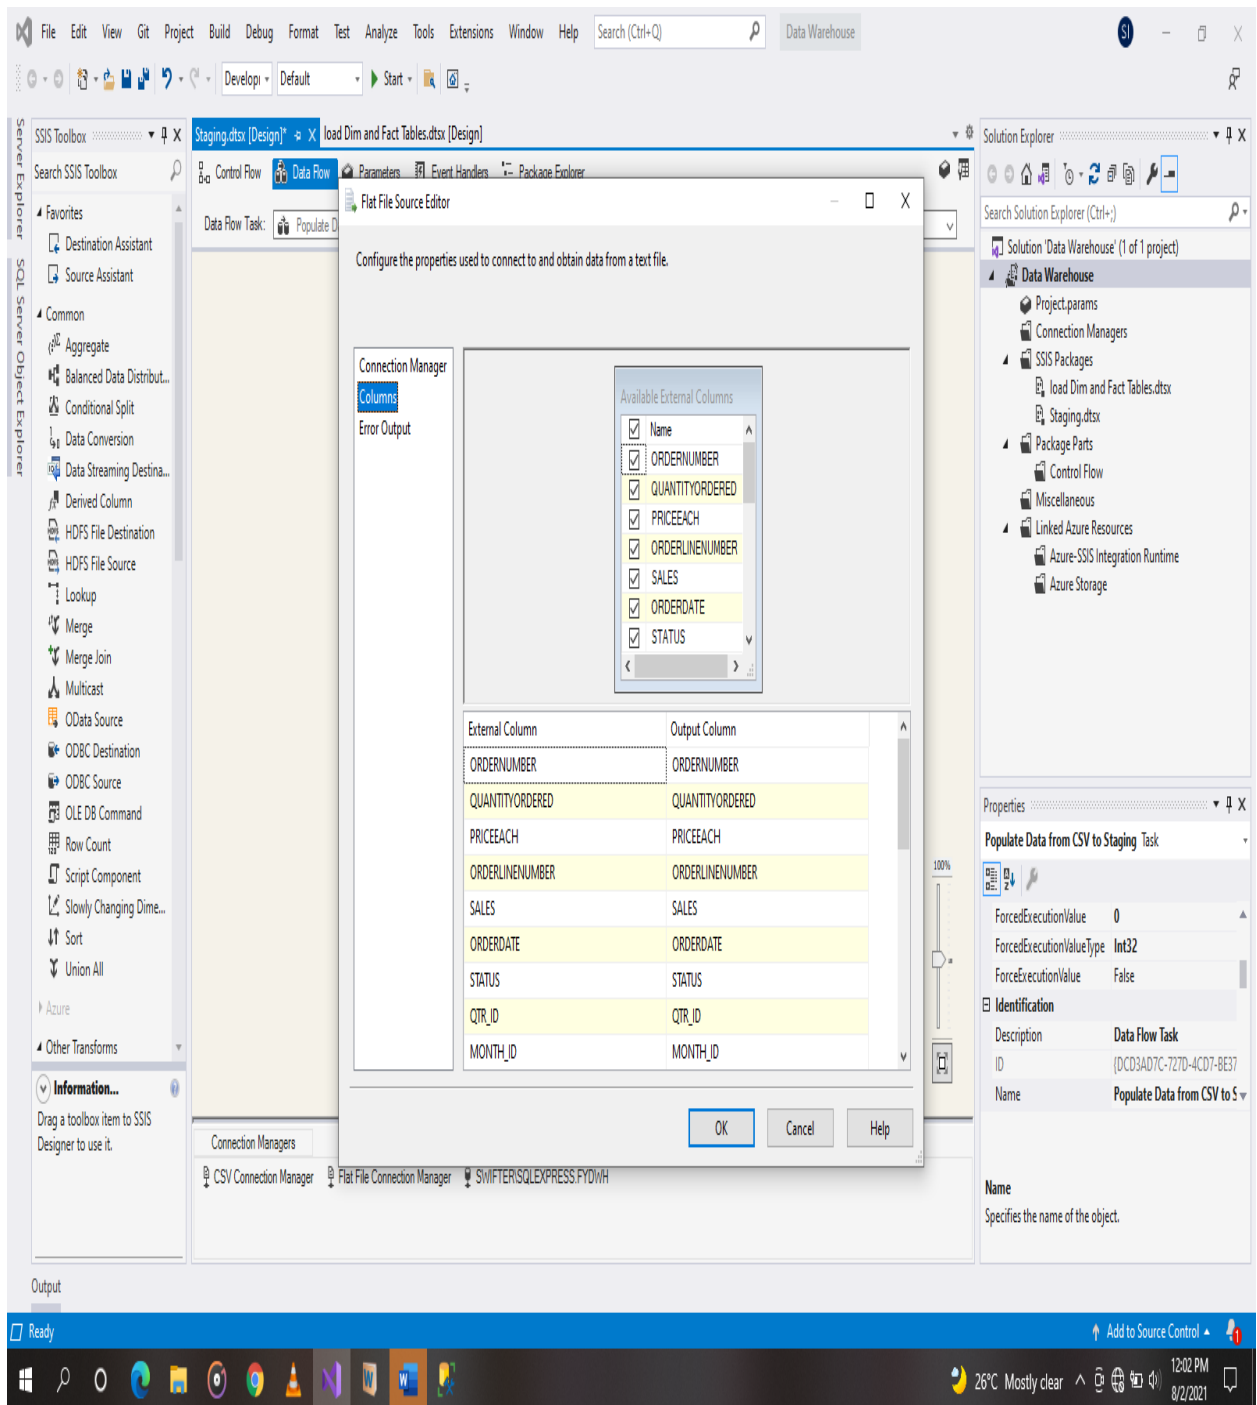 File Edit View Git Project Build Debug Format Test Analyze Tools Extensions Window Help Search (Ctrl+Q) Data Warehouse SI
Developı Default Start
Server Explorer
SQL Server Object Explorer
SSIS Toolbox
Search SSIS Toolbox
Favorites
Destination Assistant
Source Assistant
Common
Aggregate
Balanced Data Distribut...
Conditional Split
Data Conversion
Data Streaming Destina...
Derived Column
HDFS File Destination
HDFS File Source
Lookup
Merge
Merge Join
Multicast
OData Source
ODBC Destination
ODBC Source
OLE DB Command
Row Count
Script Component
Slowly Changing Dime...
Sort
Union All
Azure
Other Transforms
Information...
Drag a toolbox item to SSIS
Designer to use it.
Staging.dtsx [Design]* load Dim and Fact Tables.dtsx [Design]
Control Flow Data Flow Parameters Event Handlers Package Explorer
Data Flow Task: Populate D
Flat File Source Editor
Configure the properties used to connect to and obtain data from a text file.
Connection Manager
Columns
Error Output
Available External Columns
Name
ORDERNUMBER
QUANTITYORDERED
PRICEEACH
ORDERLINENUMBER
SALES
ORDERDATE
STATUS
External Column Output Column
ORDERNUMBER ORDERNUMBER
QUANTITYORDERED QUANTITYORDERED
PRICEEACH PRICEEACH
ORDERLINENUMBER ORDERLINENUMBER
SALES SALES
ORDERDATE ORDERDATE
STATUS STATUS
QTR_ID QTR_ID
MONTH_ID MONTH_ID
OK Cancel Help
100%
Connection Managers
CSV Connection Manager Flat File Connection Manager SWIFTER\SQLEXPRESS.FYDWH
Solution Explorer
Search Solution Explorer (Ctrl+;)
Solution 'Data Warehouse' (1 of 1 project)
Data Warehouse
Project.params
Connection Managers
SSIS Packages
load Dim and Fact Tables.dtsx
Staging.dtsx
Package Parts
Control Flow
Miscellaneous
Linked Azure Resources
Azure-SSIS Integration Runtime
Azure Storage
Properties
Populate Data from CSV to Staging Task
ForcedExecutionValue 0
ForcedExecutionValueType Int32
ForceExecutionValue False
Identification
Description Data Flow Task
ID {DCD3AD7C-727D-4CD7-BE37
Name Populate Data from CSV to S
Name
Specifies the name of the object.
Output
Ready Add to Source Control 1
26°C Mostly clear 12:02 PM
8/2/2021